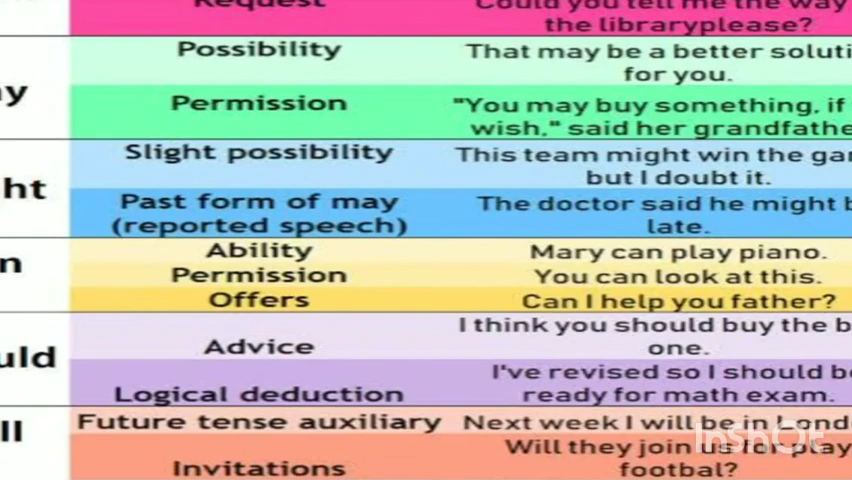 Request
Could you tell me the way
the libraryplease?
Possibility
That may be a better soluti
for you.
ay
Permission
"You may buy something, if
wish," said her grandfathe
Slight possibility
This team might win the gar
but I doubt it.
ht
Past form of may
(reported speech)
The doctor said he might b
late.
n
Ability
Mary can play piano.
Permission
You can look at this.
Offers
Can I help you father?
uld
Advice
I think you should buy the b
one.
Logical deduction
I've revised so I should be
ready for math exam.
ll
Future tense auxiliary
Next week I will be in Londo
Invitations
Will they join us for play
footbal?
InShOt